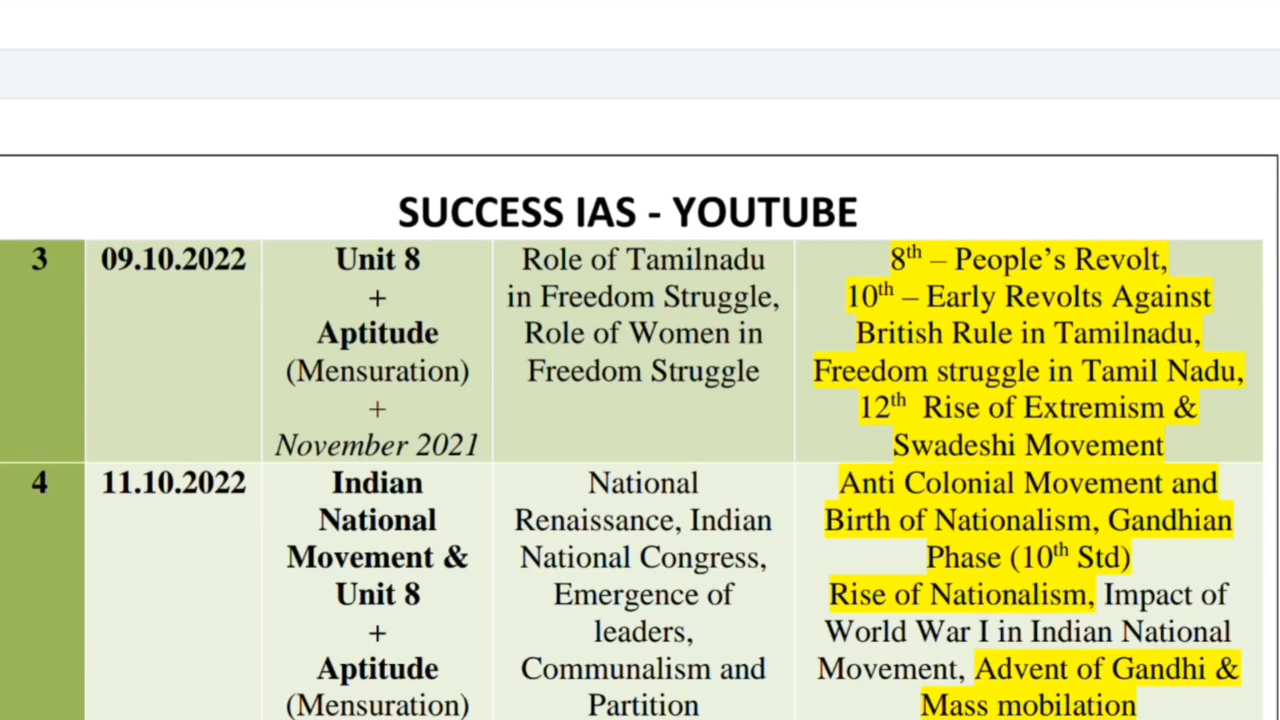 SUCCESS IAS - YOUTUBE
3
09.10.2022
Unit 8
+
Aptitude
(Mensuration)
+
November 2021
Role of Tamilnadu
in Freedom Struggle,
Role of Women in
Freedom Struggle
8th – People's Revolt,
10th – Early Revolts Against
British Rule in Tamilnadu,
Freedom struggle in Tamil Nadu,
12th Rise of Extremism &
Swadeshi Movement
4
11.10.2022
Indian
National
Movement &
Unit 8
+
Aptitude
(Mensuration)
National
Renaissance, Indian
National Congress,
Emergence of
leaders,
Communalism and
Partition
Anti Colonial Movement and
Birth of Nationalism, Gandhian
Phase (10th Std)
Rise of Nationalism, Impact of
World War I in Indian National
Movement, Advent of Gandhi &
Mass mobilation